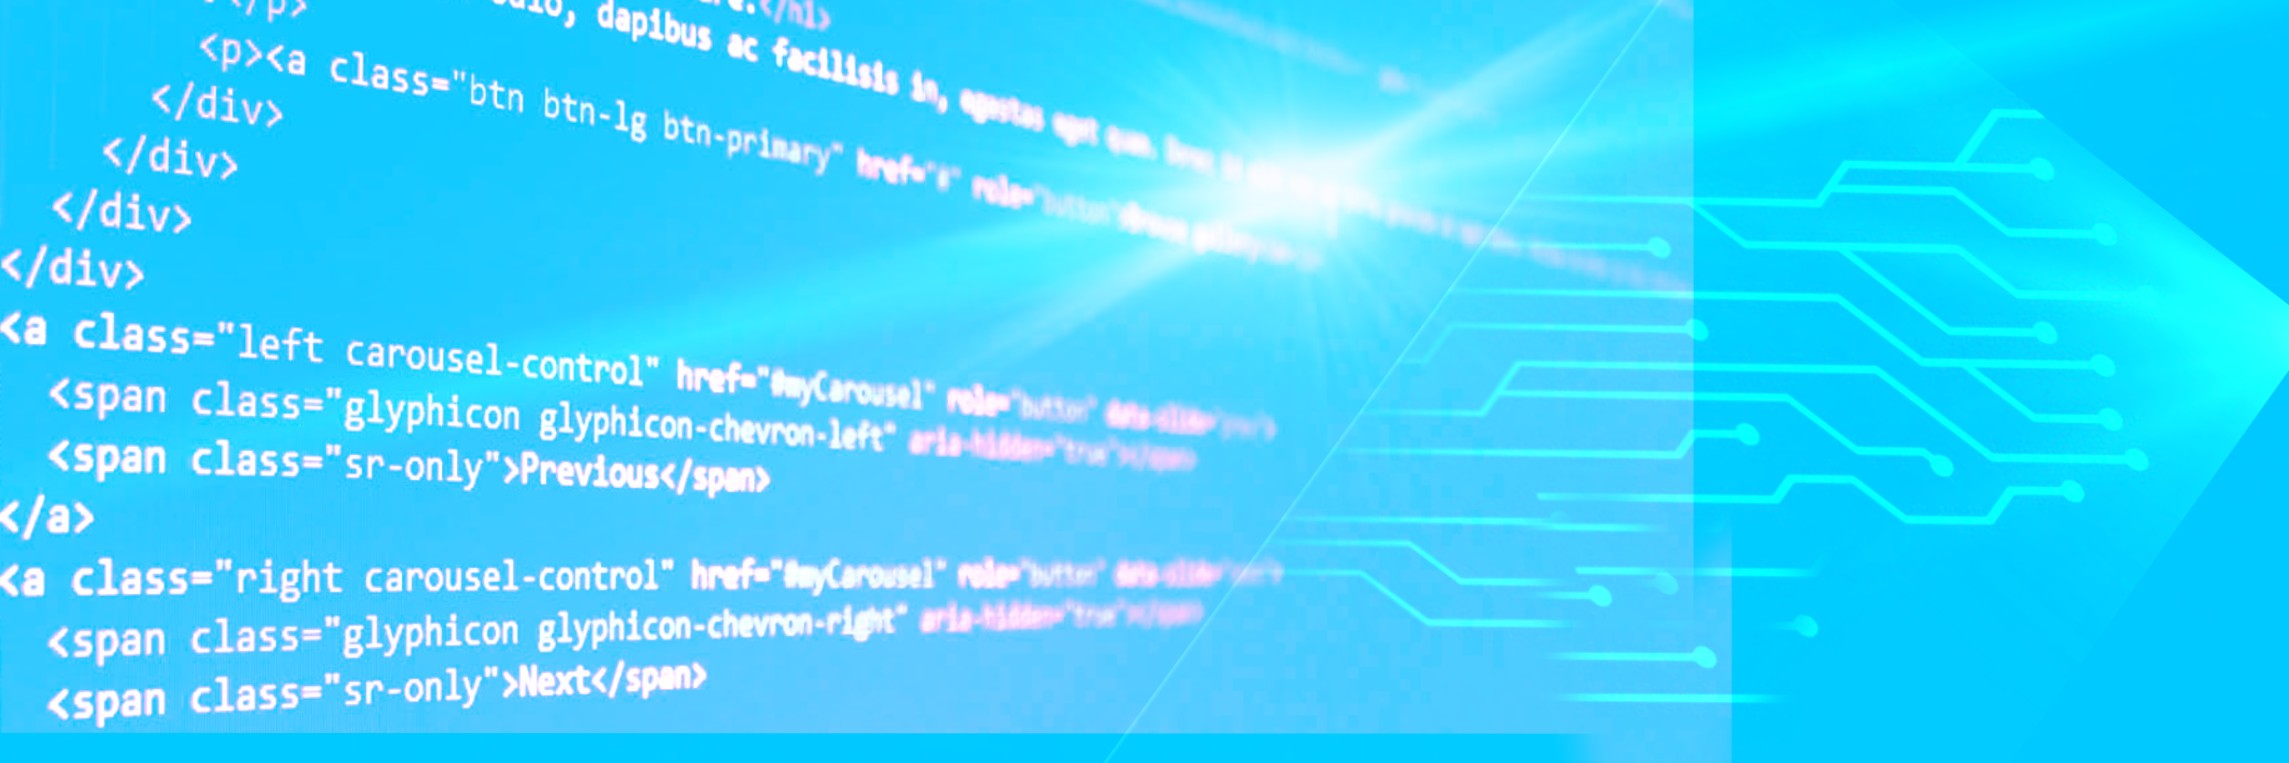 </p>
dapibus ac facilisis in, egestas eget quam.
</h1>
<p><a class="btn btn-lg btn-primary" href="#" role="button">Browse gallery
</div>
</div>
</div>
</div>
<a class="left carousel-control" href="#myCarousel" role="button" data-slide="prev">
<span class="glyphicon glyphicon-chevron-left" aria-hidden="true"></span>
<span class="sr-only">Previous</span>
</a>
<a class="right carousel-control" href="#myCarousel" role="button" data-slide="next">
<span class="glyphicon glyphicon-chevron-right" aria-hidden="true"></span>
<span class="sr-only">Next</span>